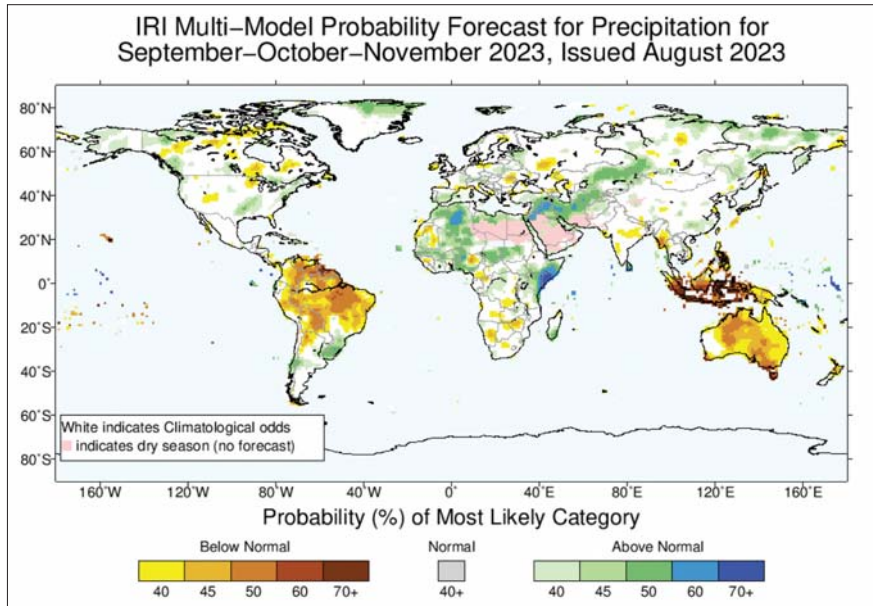 IRI Multi-Model Probability Forecast for Precipitation for
September-October-November 2023, Issued August 2023
80˚N
60˚N
40˚N
20˚N
0˚
20˚S
40˚S
60˚S
80˚S
White indicates Climatological odds
indicates dry season (no forecast)
160˚W 120˚W 80˚W 40˚W 0˚ 40˚E 80˚E 120˚E 160˚E
Probability (%) of Most Likely Category
Below Normal Normal Above Normal
40 45 50 60 70+ 40+ 40 45 50 60 70+